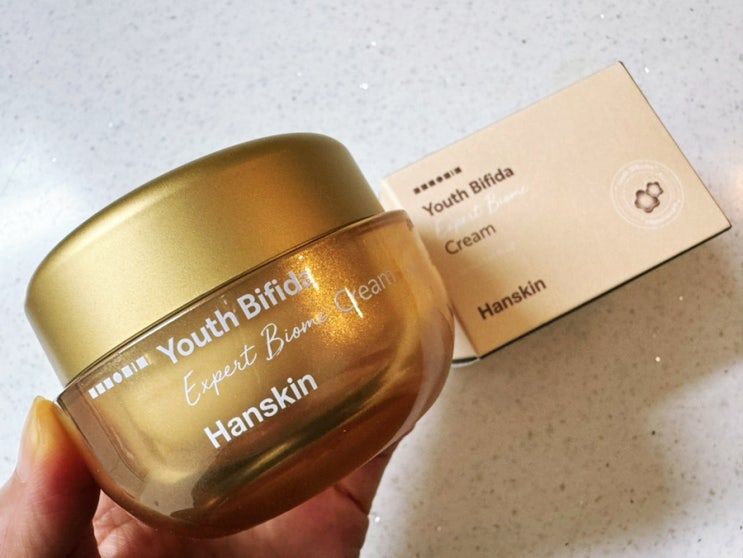 Youth Bifida
Expert Biome Cream
Hanskin
Youth Bifida
Expert Biome
Cream
Hanskin